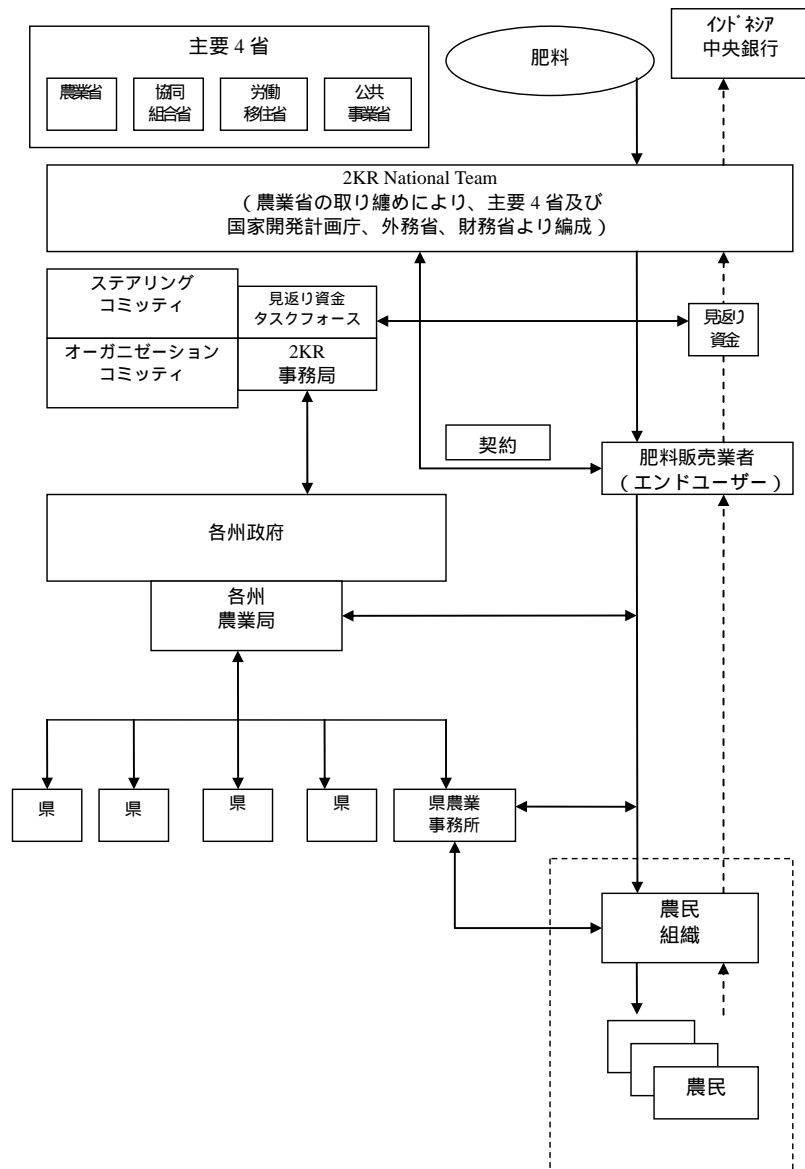 主要４省
農業省
協同
組合省
労働
移住省
公共
事業省
肥料
ｲﾝﾄﾞﾈｼｱ
中央銀行
2KR National Team
（農業省の取り纏めにより、主要４省及び
国家開発計画庁、外務省、財務省より編成）
ステアリング
コミッティ
見返り資金
タスクフォース
見返り
資金
オーガニゼーション
コミッティ
2KR
事務局
契約
肥料販売業者
（エンドユーザー）
各州政府
各州
農業局
県
県
県
県
県農業
事務所
農民
組織
農民